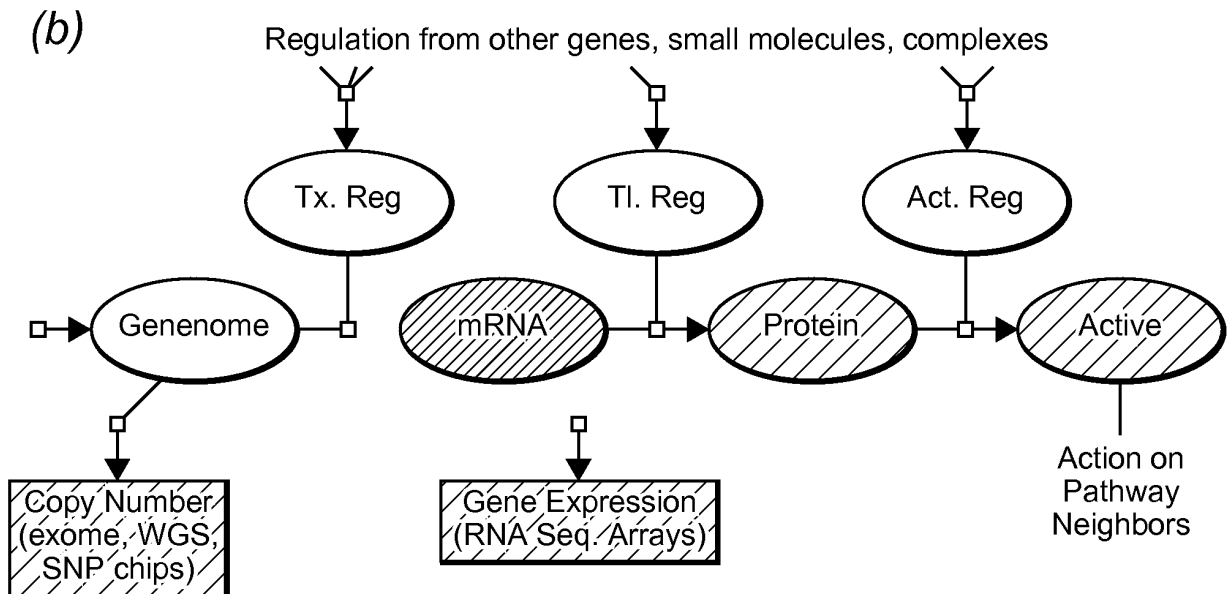 (b)
Regulation from other genes, small molecules, complexes
Tx. Reg
Tl. Reg
Act. Reg
Genenome
mRNA
Protein
Active
Copy Number
(exome, WGS,
SNP chips)
Gene Expression
(RNA Seq. Arrays)
Action on
Pathway
Neighbors